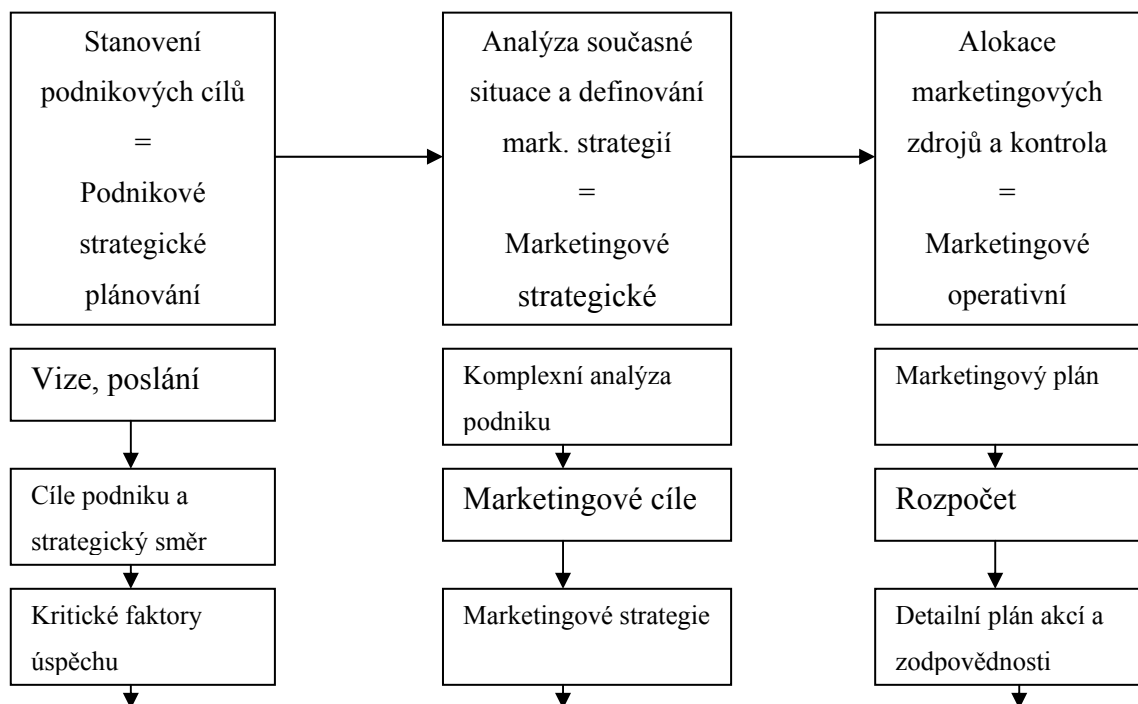 Stanovení
podnikových cílů
=
Podnikové
strategické
plánování
Analýza současné
situace a definování
mark. strategií
=
Marketingové
strategické
Alokace
marketingových
zdrojů a kontrola
=
Marketingové
operativní
Vize, poslání
Komplexní analýza
podniku
Marketingový plán
Cíle podniku a
strategický směr
Marketingové cíle
Rozpočet
Kritické faktory
úspěchu
Marketingové strategie
Detailní plán akcí a
zodpovědnosti